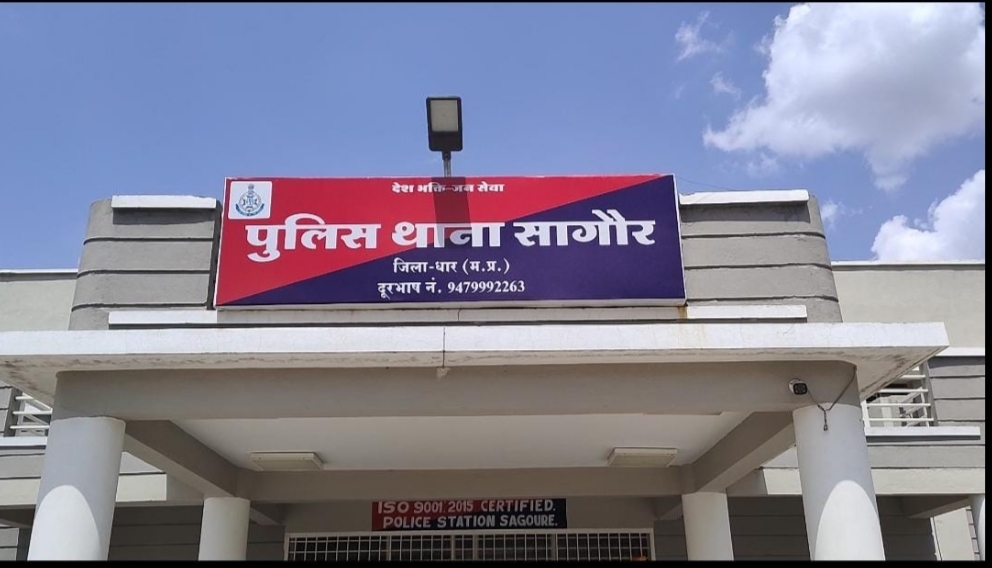 देश भक्ति-जन सेवा
पुलिस थाना सागौर
जिला-धार (म.प्र.)
दूरभाष नं. 9479992263
ISO 9001:2015 CERTIFIED.
POLICE STATION SAGOURE.